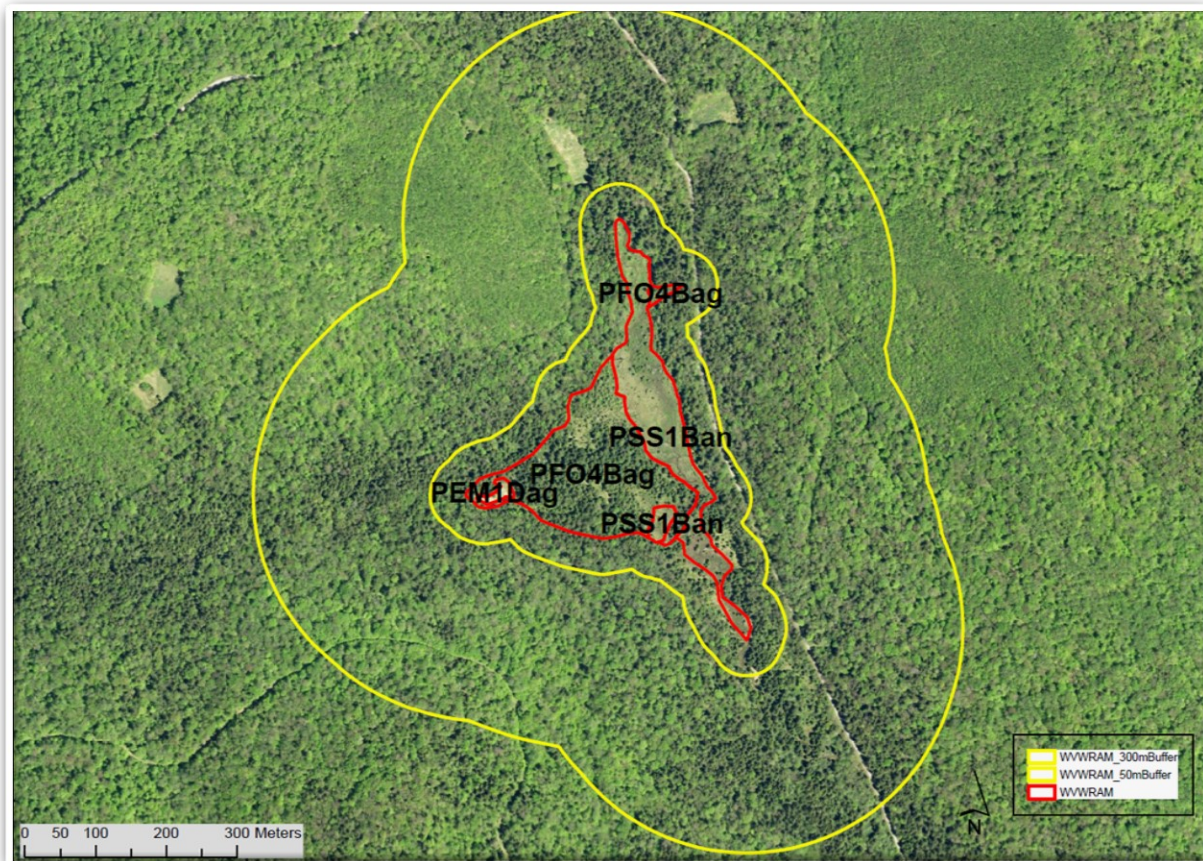 PFO4Bag
PSS1Ban
PFO4Bag
PEM1Dag
PSS1Ban
WVWRAM_300mBuffer
WVWRAM_50mBuffer
WVWRAM
N
0 50 100 200 300 Meters